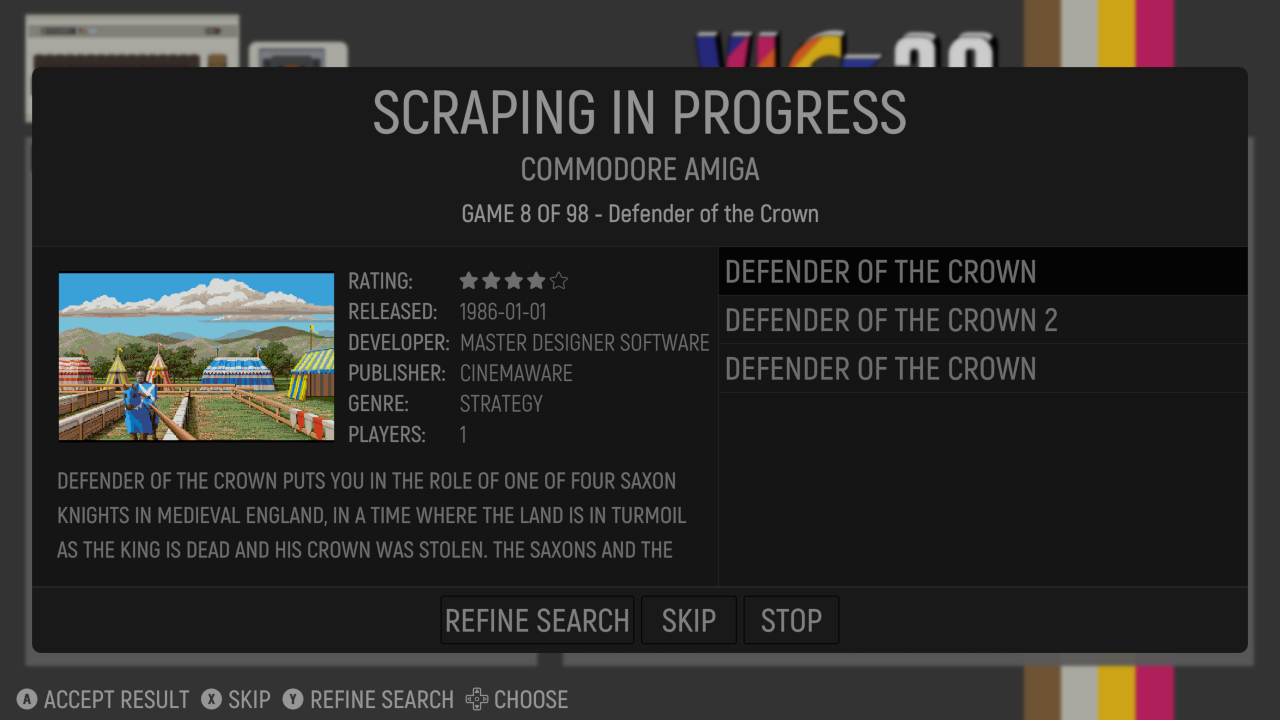 SCRAPING IN PROGRESS
COMMODORE AMIGA
GAME 8 OF 98 - Defender of the Crown
RATING:
RELEASED: 1986-01-01
DEVELOPER: MASTER DESIGNER SOFTWARE
PUBLISHER: CINEMAWARE
GENRE: STRATEGY
PLAYERS: 1
DEFENDER OF THE CROWN PUTS YOU IN THE ROLE OF ONE OF FOUR SAXON
KNIGHTS IN MEDIEVAL ENGLAND, IN A TIME WHERE THE LAND IS IN TURMOIL
AS THE KING IS DEAD AND HIS CROWN WAS STOLEN. THE SAXONS AND THE
DEFENDER OF THE CROWN
DEFENDER OF THE CROWN 2
DEFENDER OF THE CROWN
REFINE SEARCH SKIP STOP
A ACCEPT RESULT X SKIP Y REFINE SEARCH CHOOSE